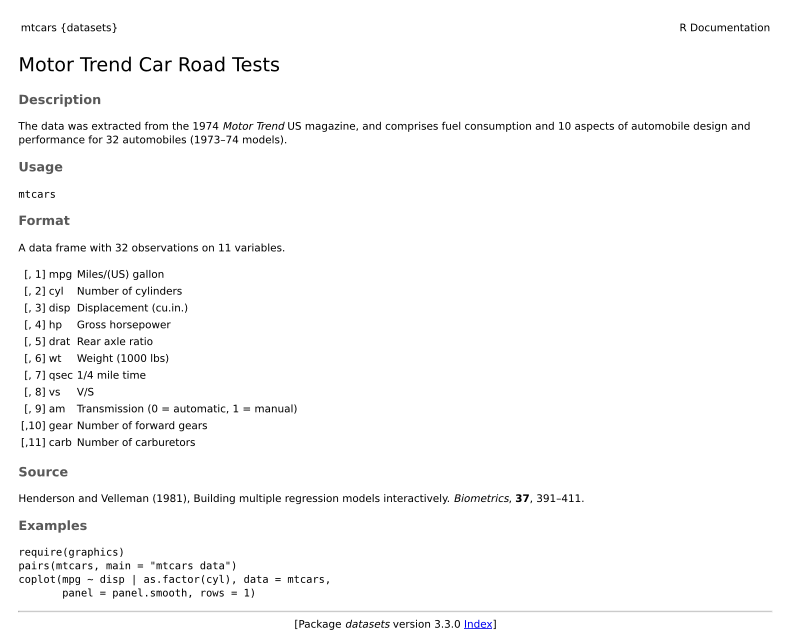 mtcars {datasets} R Documentation
Motor Trend Car Road Tests
Description
The data was extracted from the 1974 Motor Trend US magazine, and comprises fuel consumption and 10 aspects of automobile design and
performance for 32 automobiles (1973–74 models).
Usage
mtcars
Format
A data frame with 32 observations on 11 variables.
[, 1] mpg Miles/(US) gallon
[, 2] cyl Number of cylinders
[, 3] disp Displacement (cu.in.)
[, 4] hp Gross horsepower
[, 5] drat Rear axle ratio
[, 6] wt Weight (1000 lbs)
[, 7] qsec 1/4 mile time
[, 8] vs V/S
[, 9] am Transmission (0 = automatic, 1 = manual)
[,10] gear Number of forward gears
[,11] carb Number of carburetors
Source
Henderson and Velleman (1981), Building multiple regression models interactively. Biometrics, 37, 391–411.
Examples
require(graphics)
pairs(mtcars, main = "mtcars data")
coplot(mpg ~ disp | as.factor(cyl), data = mtcars,
       panel = panel.smooth, rows = 1)
[Package datasets version 3.3.0 Index]